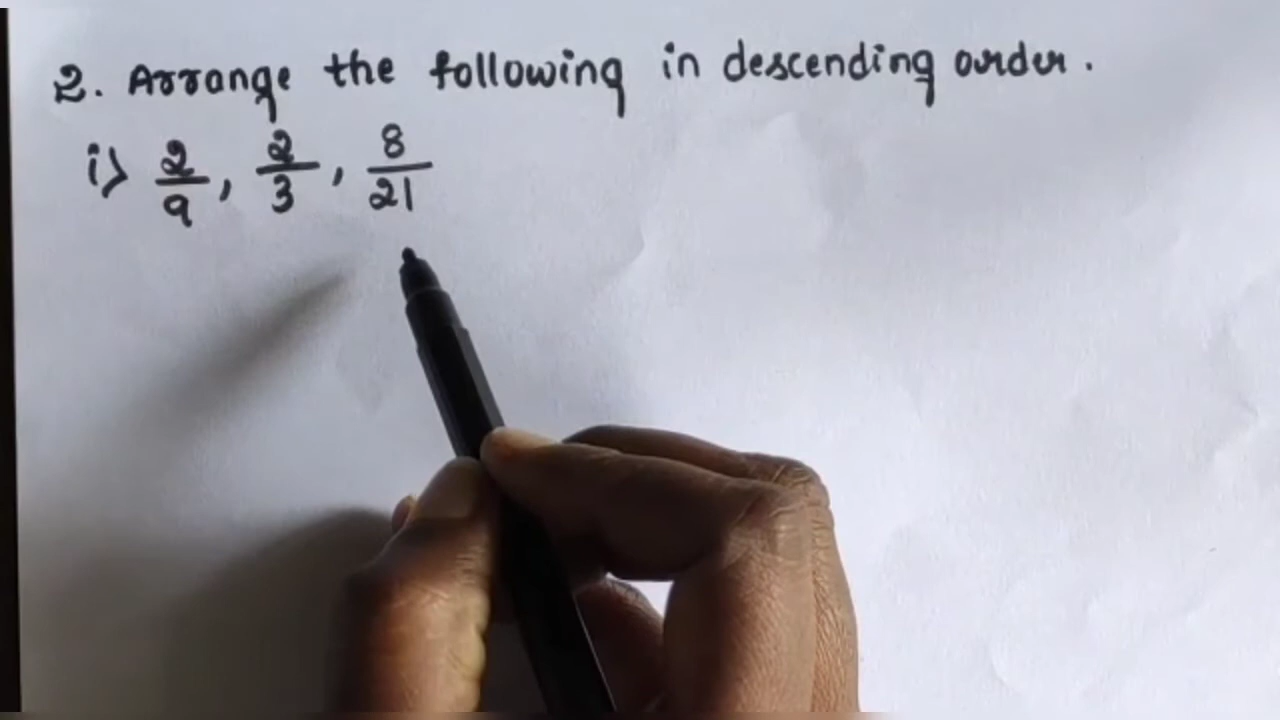 2. Arrange the following in descending order.
i) 2/9, 2/3, 8/21